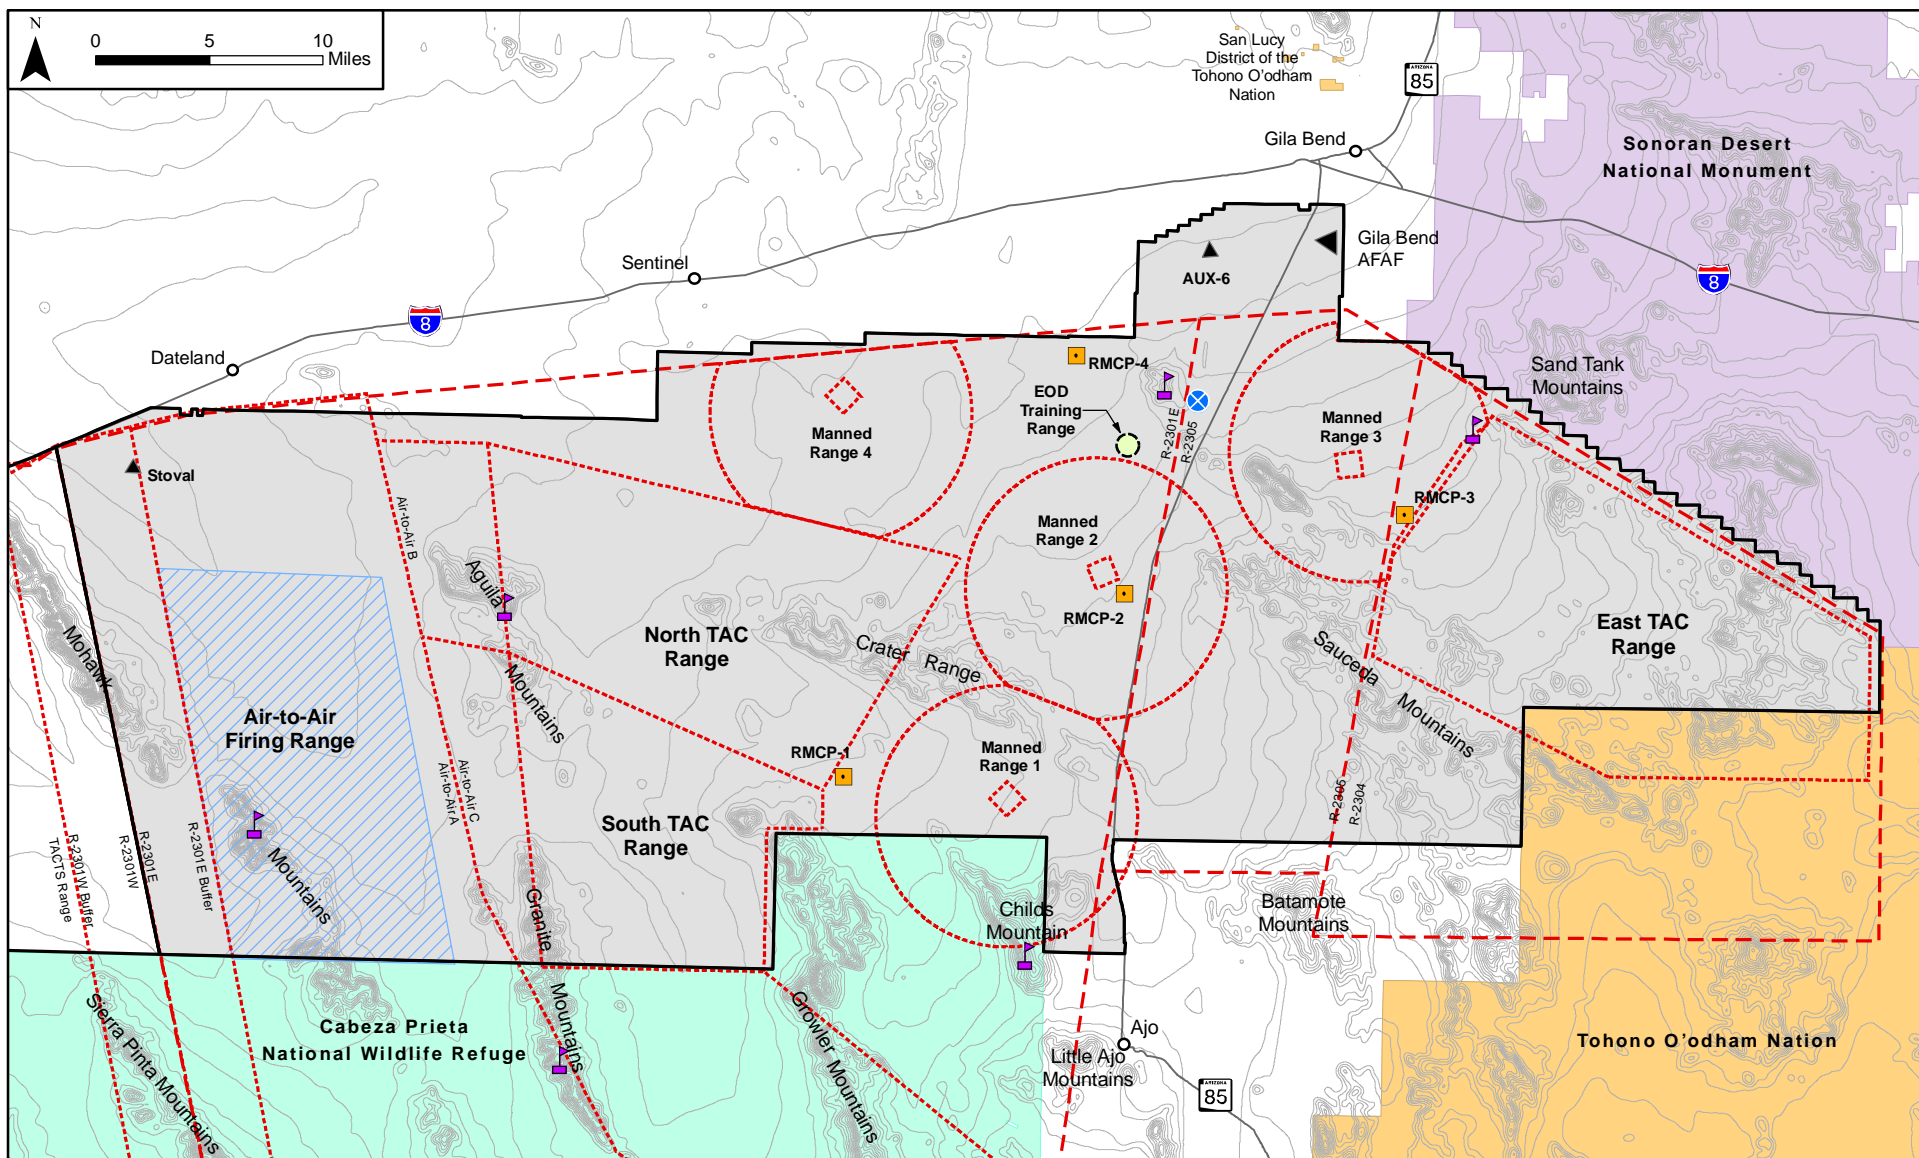 N
0 5 10
Miles
San Lucy
District of the
Tohono O'odham
Nation
ARIZONA
85
Gila Bend
Sonoran Desert
National Monument
Gila Bend
AFAF
AUX-6
Sentinel
8
8
Dateland
Sand Tank
Mountains
RMCP-4
EOD
Training
Range
R-2301E
R-2305
Manned
Range 4
Manned
Range 3
Stoval
RMCP-3
Air-to-Air B
Manned
Range 2
Aguila
Mountains
RMCP-2
North TAC
Range
Crater Range
East TAC
Range
Sauceda
Mountains
Mohawk
Mountains
Air-to-Air
Firing Range
RMCP-1
Manned
Range 1
Air-to-Air C
Air-to-Air A
R-2305
R-2304
South TAC
Range
R-2301W Buffer
TACTS Range
R-2301E
R-2301W
R-2301E Buffer
Granite
Mountains
Childs
Mountain
Batamote
Mountains
Sierra Pinta Mountains
Cabeza Prieta
National Wildlife Refuge
Growler Mountains
Ajo
Little Ajo
Mountains
Tohono O'odham Nation
ARIZONA
85